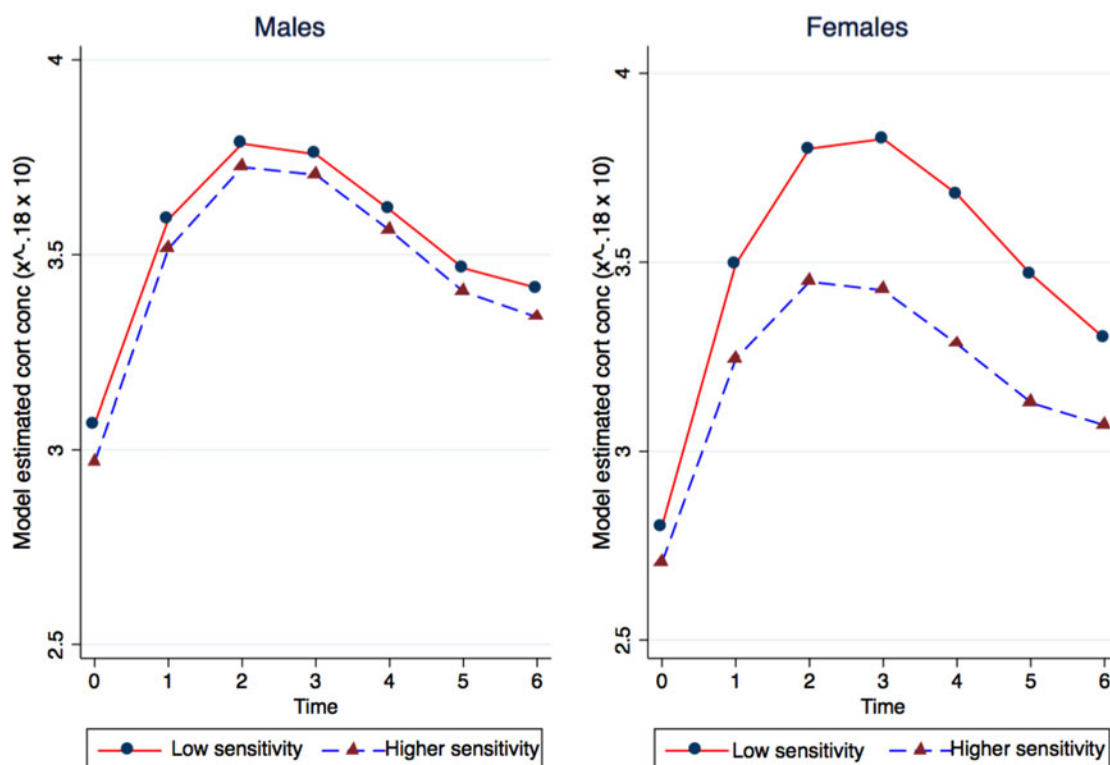 Males
Model estimated cort conc (x^-.18 x 10)
4
3.5
3
2.5
0 1 2 3 4 5 6
Time
Low sensitivity Higher sensitivity
Females
Model estimated cort conc (x^-.18 x 10)
4
3.5
3
2.5
0 1 2 3 4 5 6
Time
Low sensitivity Higher sensitivity